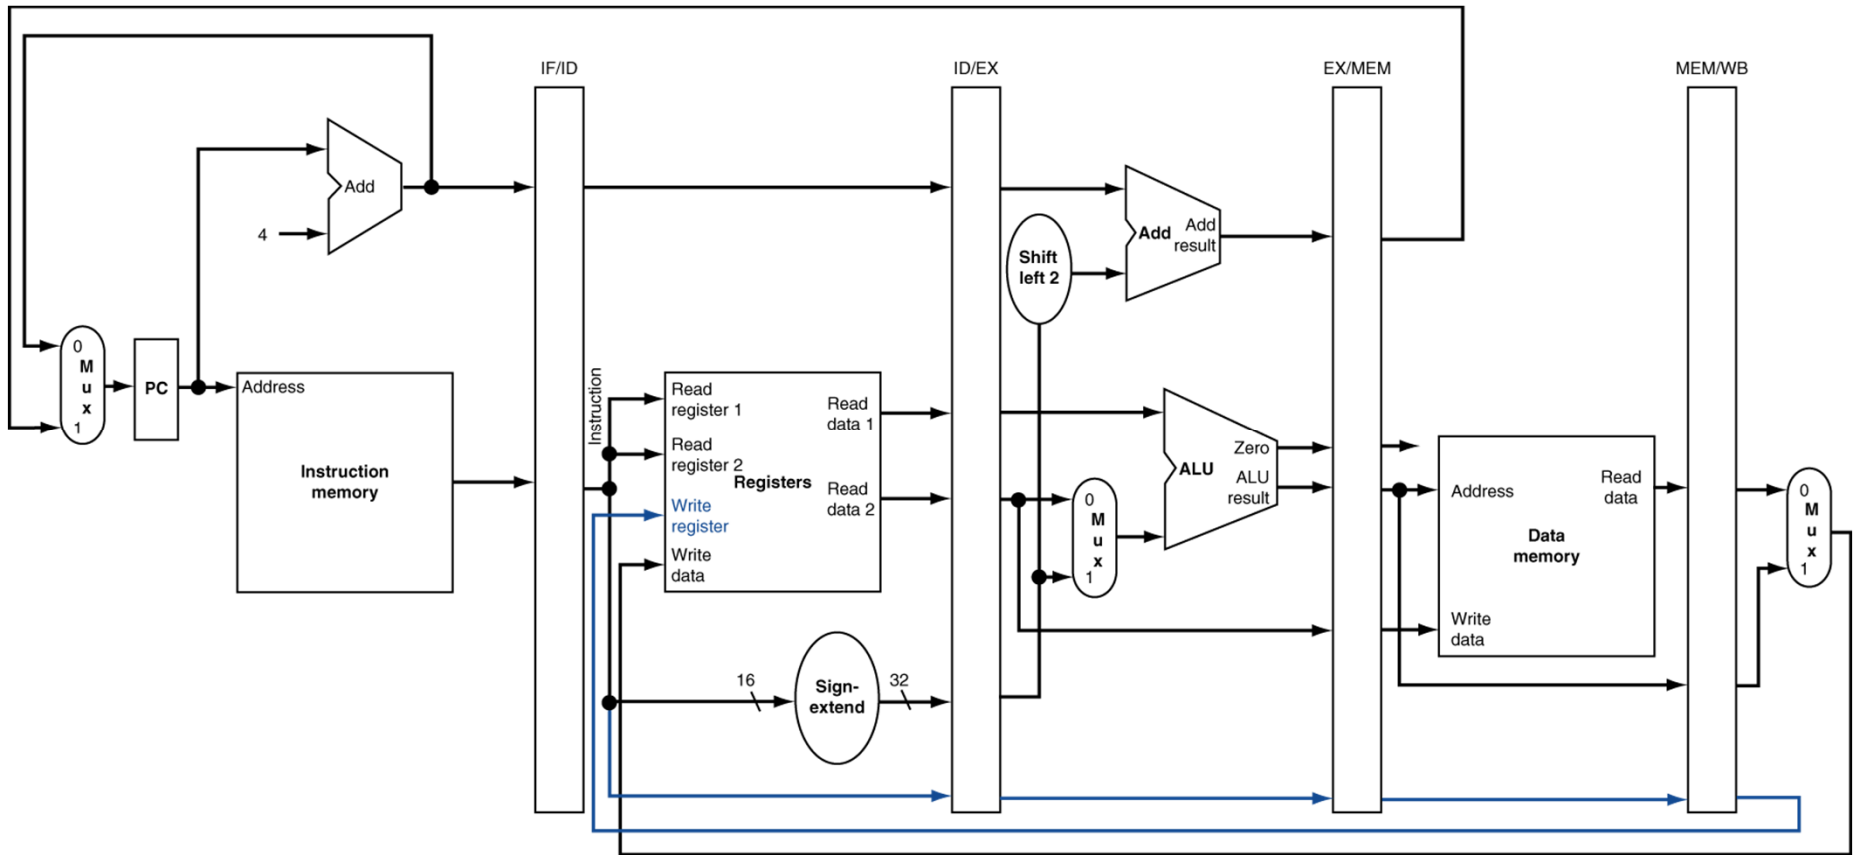 IF/ID
ID/EX
EX/MEM
MEM/WB
Add
4
Add
Add
result
Shift
left 2
0
M
u
x
1
PC
Address
Instruction
memory
Instruction
Read
register 1
Read
register 2
Write
register
Write
data
Registers
Read
data 1
Read
data 2
16
Sign-
extend
32
0
M
u
x
1
ALU
Zero
ALU
result
Address
Read
data
Data
memory
Write
data
0
M
u
x
1